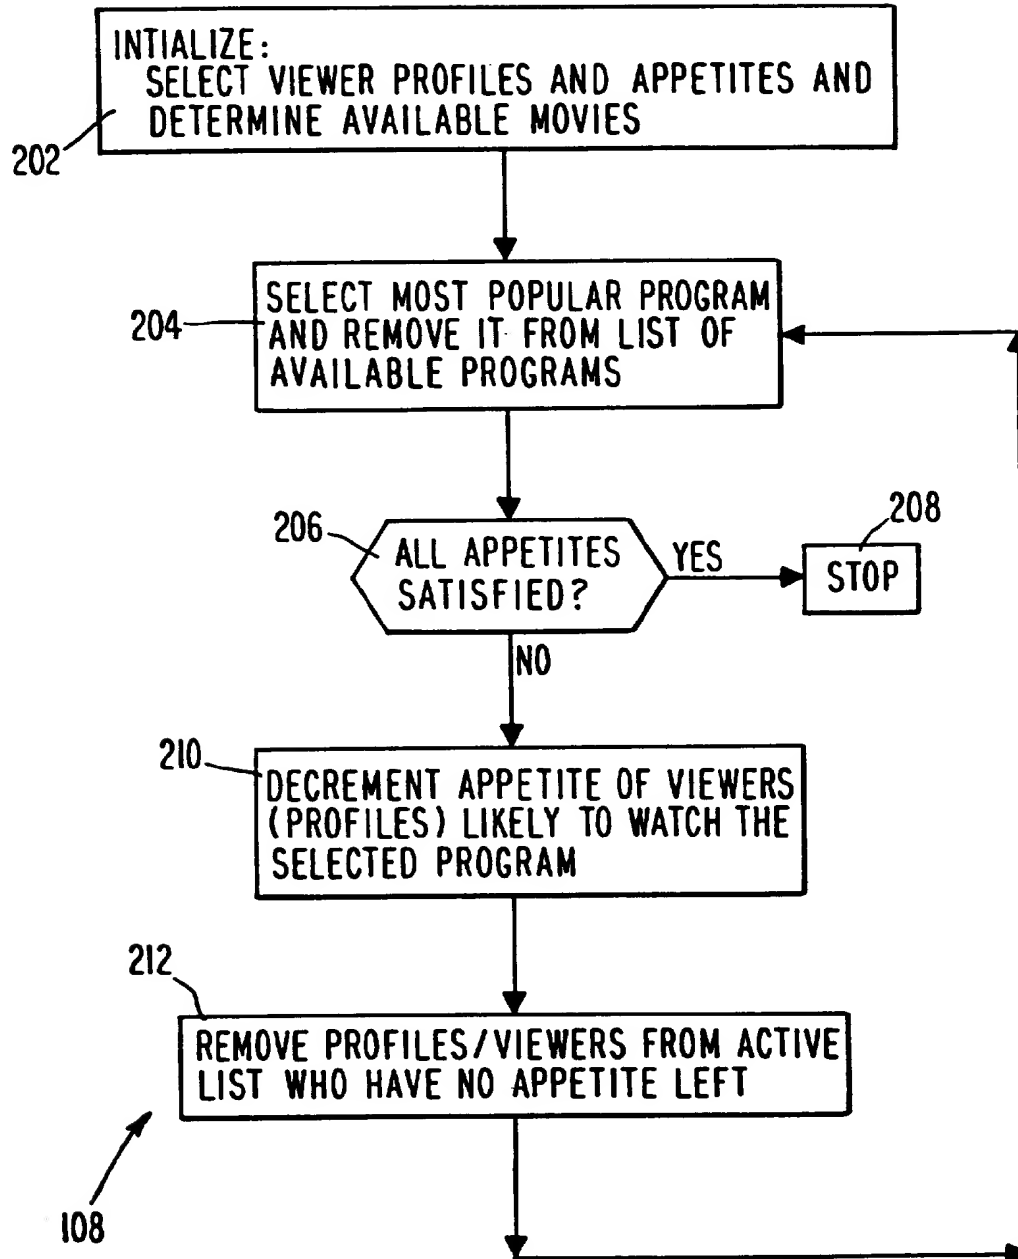 INTIALIZE:
SELECT VIEWER PROFILES AND APPETITES AND
DETERMINE AVAILABLE MOVIES
202
SELECT MOST POPULAR PROGRAM
AND REMOVE IT FROM LIST OF
AVAILABLE PROGRAMS
204
206
ALL APPETITES
SATISFIED?
YES
208
STOP
NO
210
DECREMENT APPETITE OF VIEWERS
(PROFILES) LIKELY TO WATCH THE
SELECTED PROGRAM
212
REMOVE PROFILES/VIEWERS FROM ACTIVE
LIST WHO HAVE NO APPETITE LEFT
108